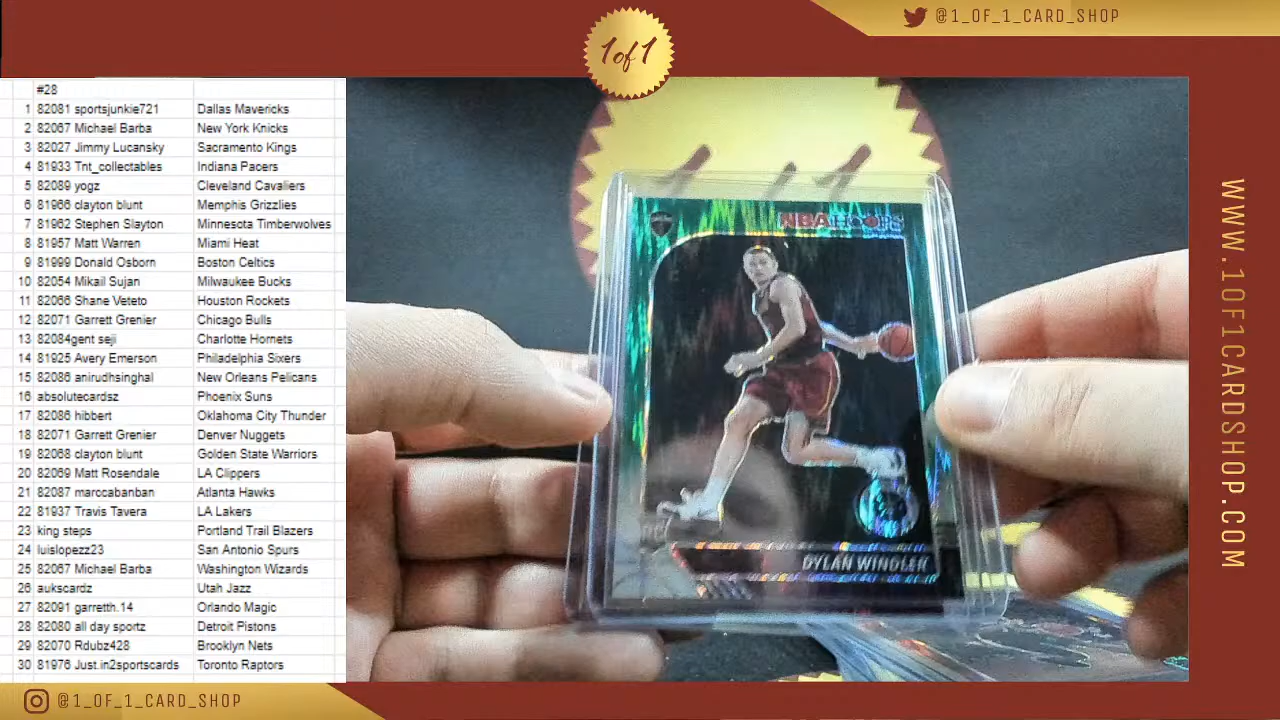 @1_OF_1_CARD_SHOP
1of1
#28
1 82081 sportsjunkie721 Dallas Mavericks
2 82067 Michael Barba New York Knicks
3 82027 Jimmy Lucansky Sacramento Kings
4 81933 Tnt_collectables Indiana Pacers
5 82089 yogz Cleveland Cavaliers
6 81966 clayton blunt Memphis Grizzlies
7 81962 Stephen Slayton Minnesota Timberwolves
8 81957 Matt Warren Miami Heat
9 81999 Donald Osborn Boston Celtics
10 82054 Mikail Sujan Milwaukee Bucks
11 82066 Shane Veteto Houston Rockets
12 82071 Garrett Grenier Chicago Bulls
13 82084gent seji Charlotte Hornets
14 81925 Avery Emerson Philadelphia Sixers
15 82086 anirudhsinghal New Orleans Pelicans
16 absolutecardsz Phoenix Suns
17 82086 hibbert Oklahoma City Thunder
18 82071 Garrett Grenier Denver Nuggets
19 82068 clayton blunt Golden State Warriors
20 82069 Matt Rosendale LA Clippers
21 82087 marccabanban Atlanta Hawks
22 81937 Travis Tavera LA Lakers
23 king steps Portland Trail Blazers
24 luislopezz23 San Antonio Spurs
25 82067 Michael Barba Washington Wizards
26 aukscardz Utah Jazz
27 82091 garretth.14 Orlando Magic
28 82080 all day sportz Detroit Pistons
29 82070 Rdubz428 Brooklyn Nets
30 81976 Just.in2sportscards Toronto Raptors
NBA HOOPS
DYLAN WINDLER
WWW.1OF1CARDSHOP.COM
@1_OF_1_CARD_SHOP